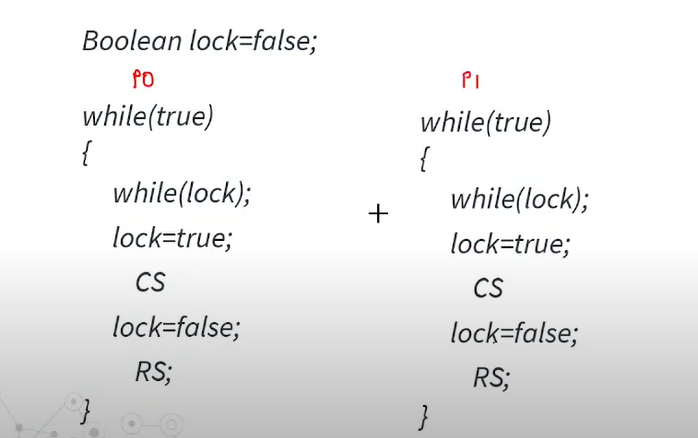 Boolean lock=false;
P0
while(true)
{
while(lock);
lock=true;
CS
lock=false;
RS;
}
+
P1
while(true)
{
while(lock);
lock=true;
CS
lock=false;
RS;
}